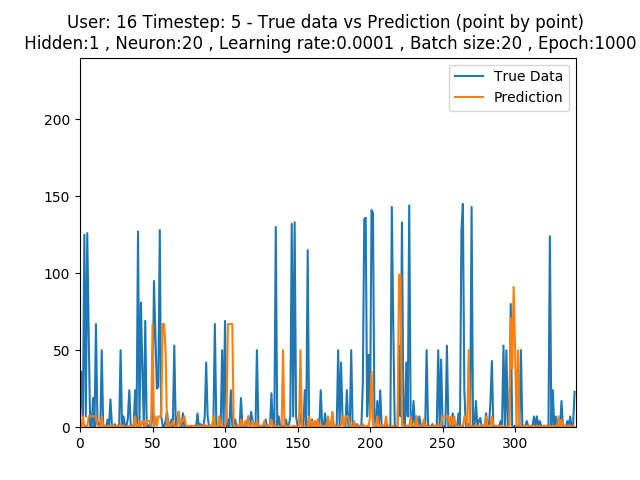 User: 16 Timestep: 5 - True data vs Prediction (point by point)
Hidden:1 , Neuron:20 , Learning rate:0.0001 , Batch size:20 , Epoch:1000
True Data
Prediction
200
150
100
50
0
0 50 100 150 200 250 300